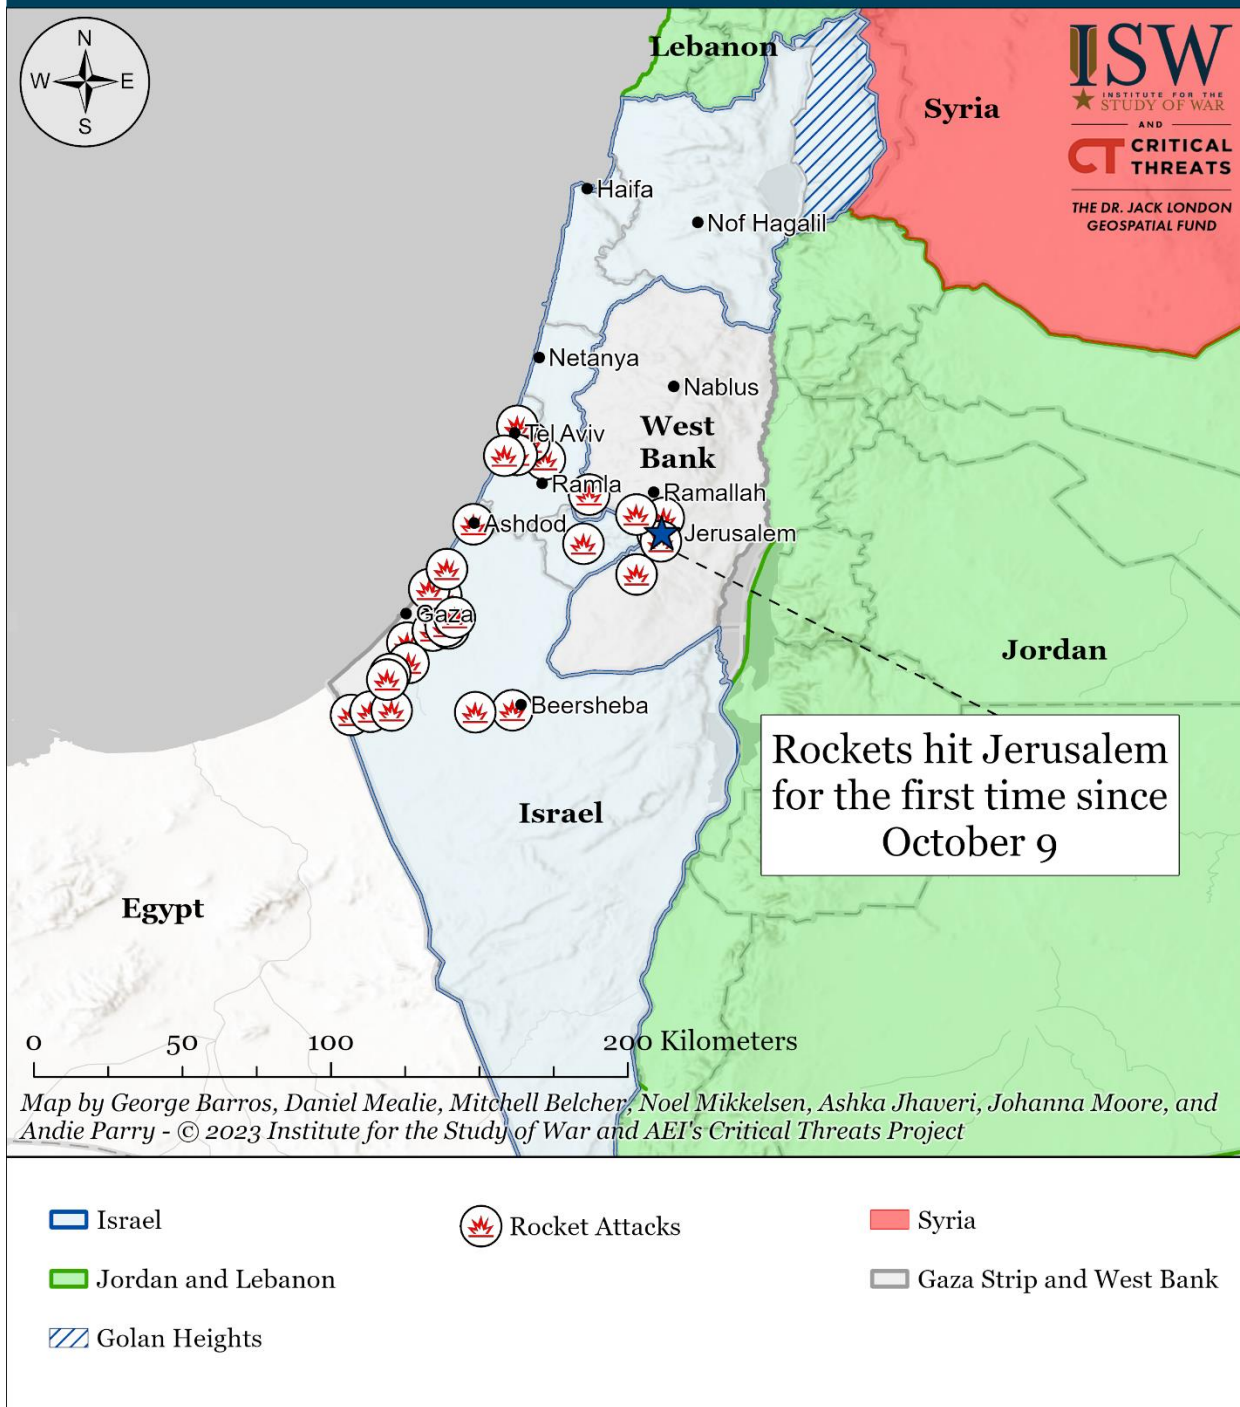 N
W
E
S
Lebanon
Syria
ISW
INSTITUTE FOR THE
STUDY OF WAR
AND
CT CRITICAL
THREATS
THE DR. JACK LONDON
GEOSPATIAL FUND
Haifa
Nof Hagalil
Netanya
Nablus
West
Bank
Tel Aviv
Ramla
Ramallah
Ashdod
Jerusalem
Gaza
Jordan
Beersheba
Rockets hit Jerusalem
for the first time since
October 9
Israel
Egypt
0 50 100 200 Kilometers
Map by George Barros, Daniel Mealie, Mitchell Belcher, Noel Mikkelsen, Ashka Jhaveri, Johanna Moore, and
Andie Parry - © 2023 Institute for the Study of War and AEI's Critical Threats Project
Israel
Rocket Attacks
Syria
Jordan and Lebanon
Gaza Strip and West Bank
Golan Heights